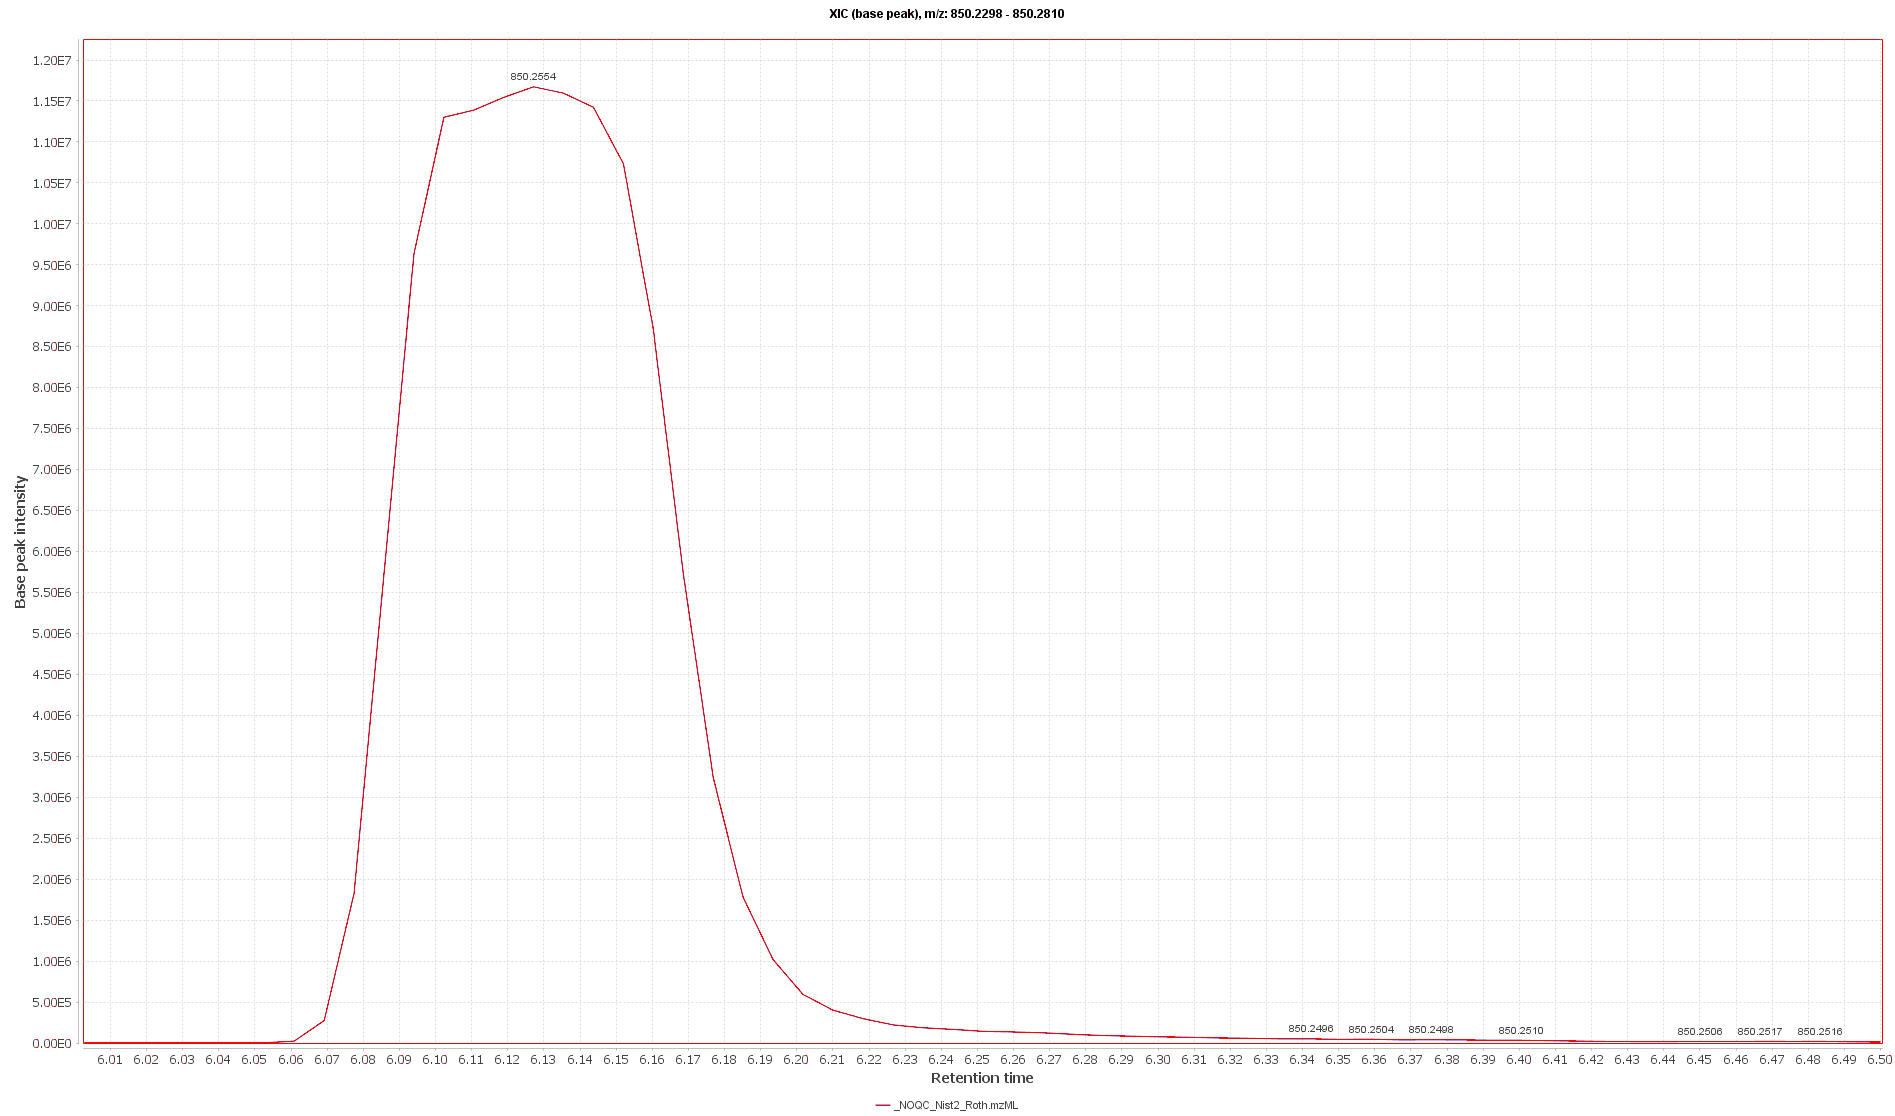 XIC (base peak), m/z: 850.2298 - 850.2810
Base peak intensity
1.20E7
1.15E7
1.10E7
1.05E7
1.00E7
9.50E6
9.00E6
8.50E6
8.00E6
7.50E6
7.00E6
6.50E6
6.00E6
5.50E6
5.00E6
4.50E6
4.00E6
3.50E6
3.00E6
2.50E6
2.00E6
1.50E6
1.00E6
5.00E5
0.00E0
850.2554
850.2496 850.2504 850.2498 850.2510 850.2506 850.2517 850.2516
6.01 6.02 6.03 6.04 6.05 6.06 6.07 6.08 6.09 6.10 6.11 6.12 6.13 6.14 6.15 6.16 6.17 6.18 6.19 6.20 6.21 6.22 6.23 6.24 6.25 6.26 6.27 6.28 6.29 6.30 6.31 6.32 6.33 6.34 6.35 6.36 6.37 6.38 6.39 6.40 6.41 6.42 6.43 6.44 6.45 6.46 6.47 6.48 6.49 6.50
Retention time
_NOQC_Nist2_Roth.mzML